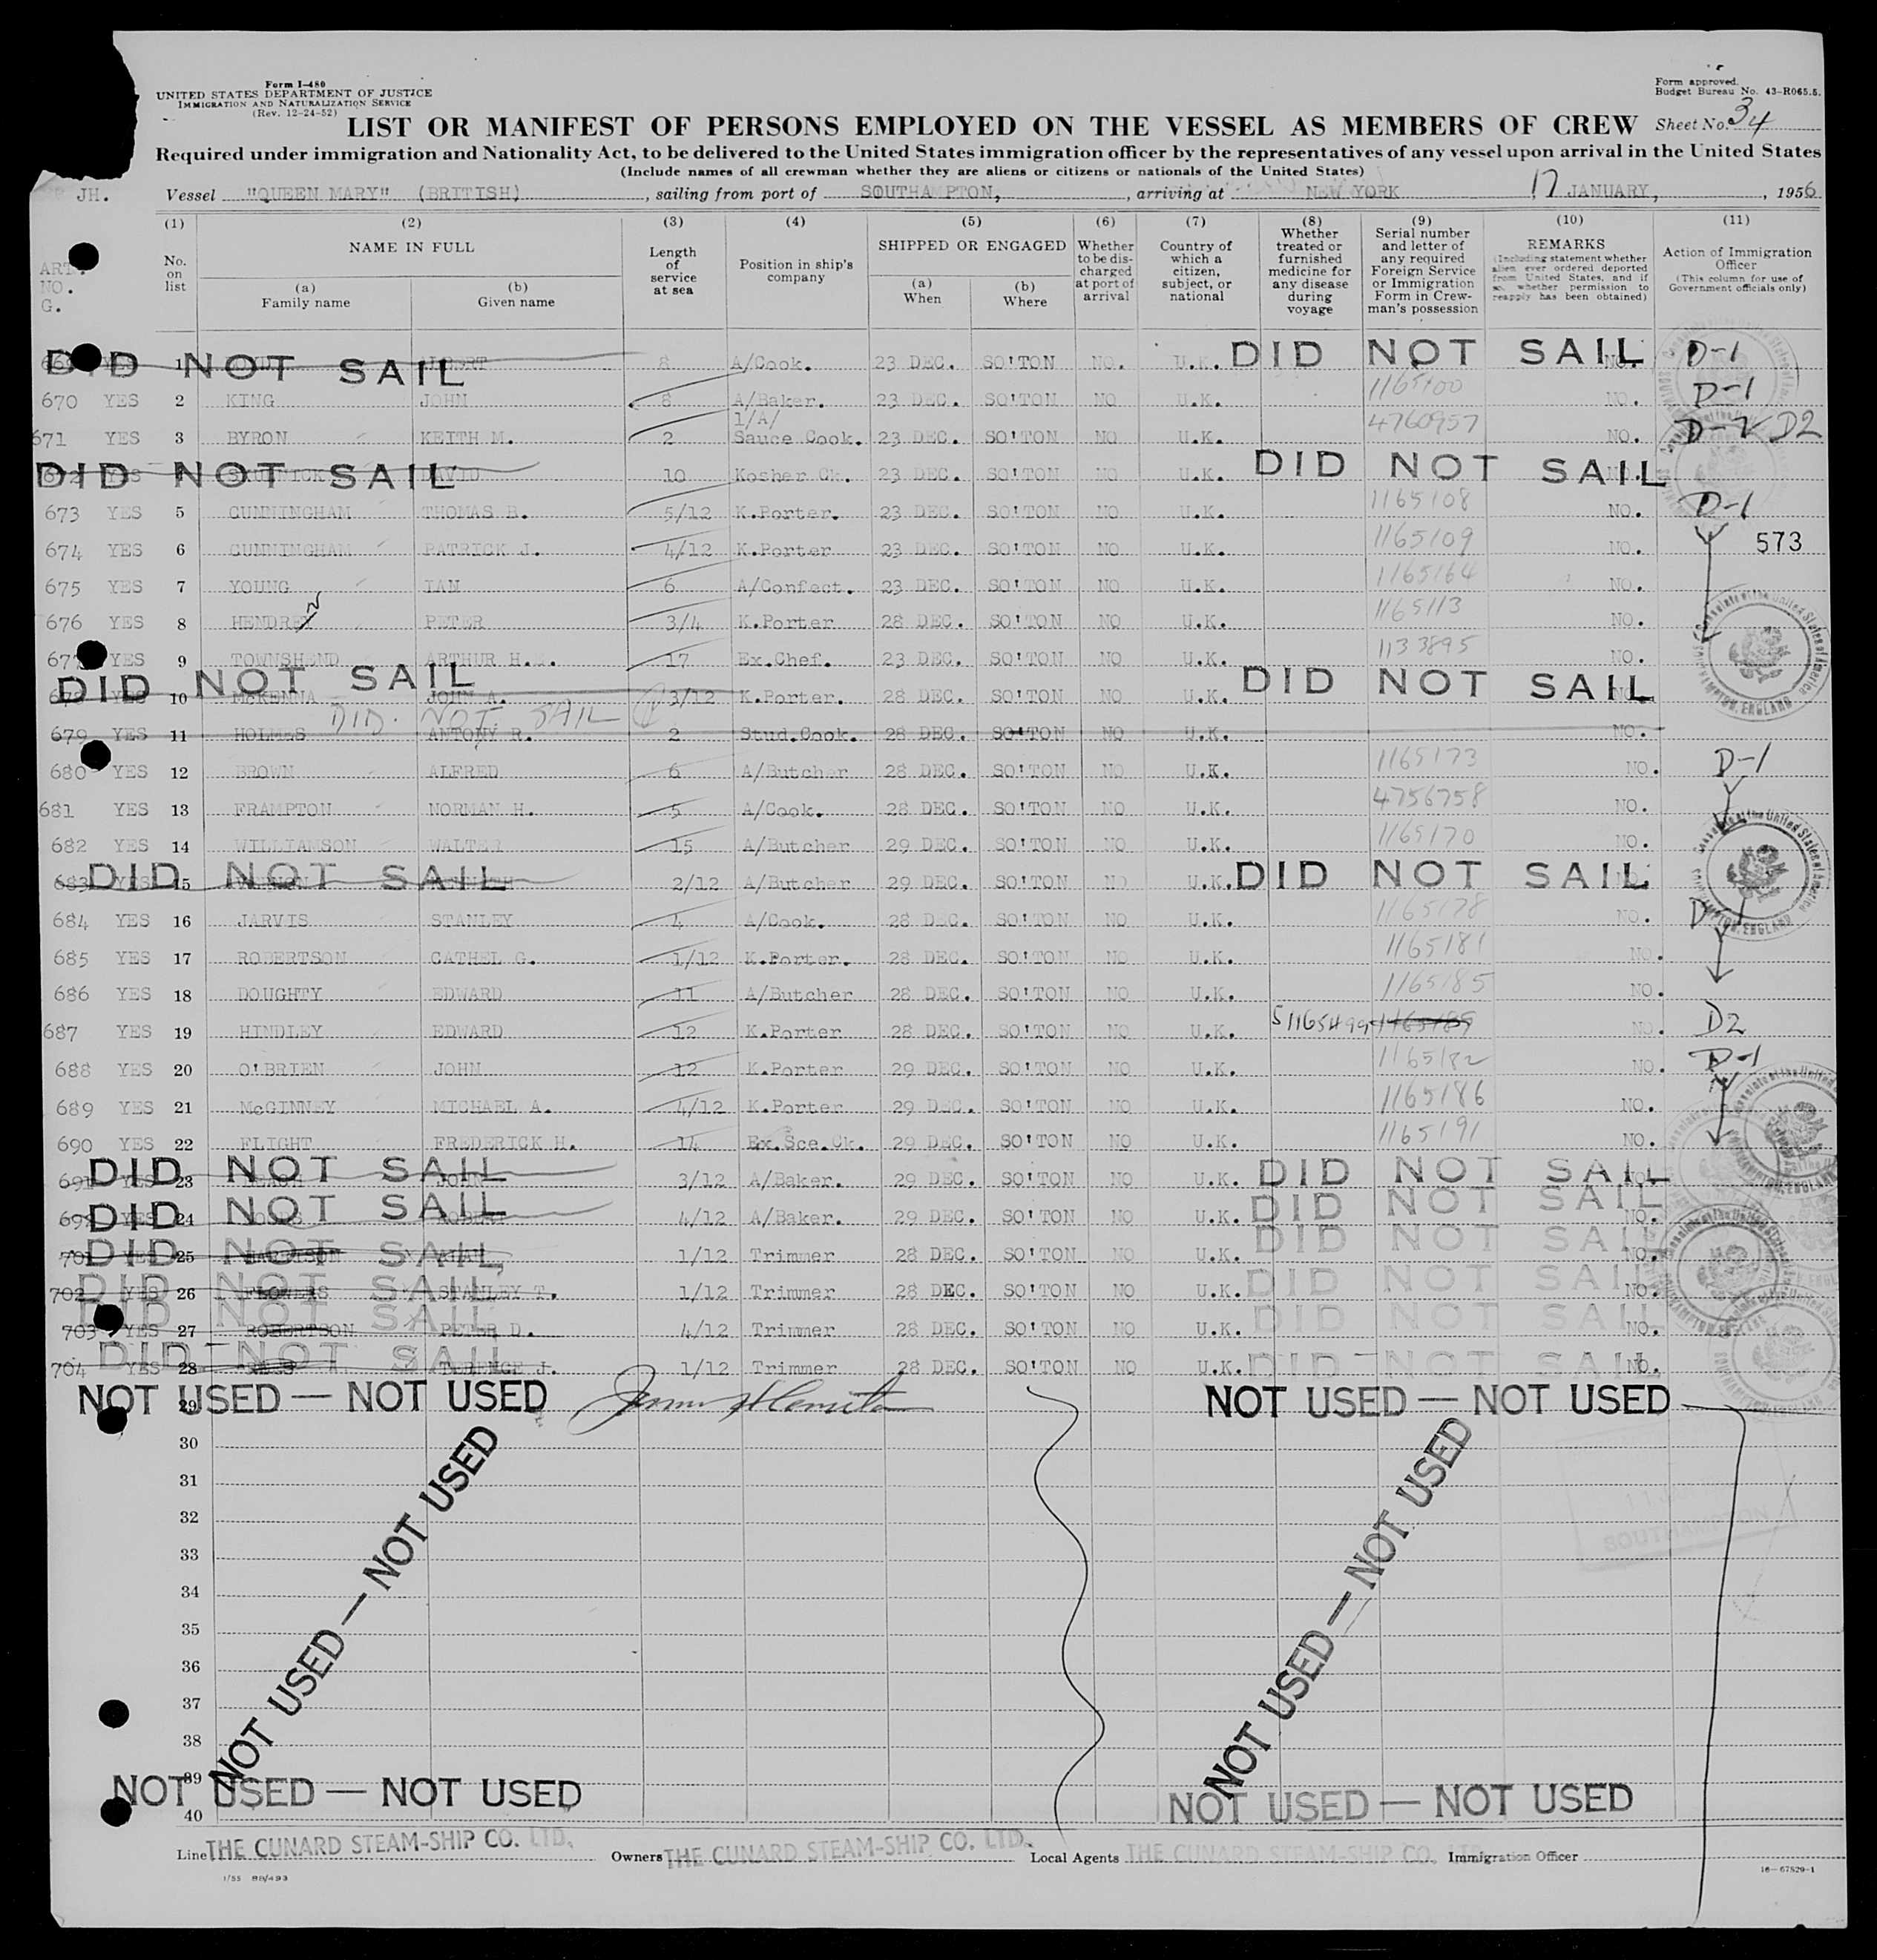 Form I-480
UNITED STATES DEPARTMENT OF JUSTICE
IMMIGRATION AND NATURALIZATION SERVICE
(Rev. 12-24-52)
Form approved.
Budget Bureau No. 43-R065.5.
LIST OR MANIFEST OF PERSONS EMPLOYED ON THE VESSEL AS MEMBERS OF CREW Sheet No. 34
Required under immigration and Nationality Act, to be delivered to the United States immigration officer by the representatives of any vessel upon arrival in the United States
(Include names of all crewman whether they are aliens or citizens or nationals of the United States)
JH. Vessel "QUEEN MARY" (BRITISH), sailing from port of SOUTHAMPTON, arriving at NEW YORK 17 JANUARY, 1956
ART. NO. G.
(1) No. on list
(2) NAME IN FULL (a) Family name (b) Given name
(3) Length of service at sea
(4) Position in ship's company
(5) SHIPPED OR ENGAGED (a) When (b) Where
(6) Whether to be discharged at port of arrival
(7) Country of which a citizen, subject, or national
(8) Whether treated or furnished medicine for any disease during voyage
(9) Serial number and letter of any required Foreign Service or Immigration Form in Crewman's possession
(10) REMARKS (Including statement whether alien ever ordered deported from United States, and if so, whether permission to reapply has been obtained)
(11) Action of Immigration Officer (This column for use of Government officials only)
DID NOT SAIL 1 8 A/Cook. 23 DEC. SO'TON NO. U.K. DID NOT SAIL D-1
670 YES 2 KING JOHN 8 A/Baker. 23 DEC. SO'TON NO U.K. 1165100 NO. D-1
671 YES 3 BYRON KEITH M. 2 1/A/ Sauce Cook. 23 DEC. SO'TON NO U.K. 4760957 NO. D2
DID NOT SAIL DAVID 10 Kosher Ck. 23 DEC. SO'TON NO U.K. DID NOT SAIL
673 YES 5 CUNNINGHAM THOMAS B. 5/12 K.Porter. 23 DEC. SO'TON NO U.K. 1165108 NO. D-1
674 YES 6 CUNNINGHAM PATRICK J. 4/12 K.Porter 23 DEC. SO'TON NO U.K. 1165109 NO. 573
675 YES 7 YOUNG IAN 6 A/Confect. 23 DEC. SO'TON NO U.K. 1165164 NO.
676 YES 8 HENDREN PETER 3/4 K.Porter 28 DEC. SO'TON NO U.K. 1165113 NO.
677 YES 9 TOWNSHEND ARTHUR H. 17 Ex.Chef. 23 DEC. SO'TON NO U.K. 1133895 NO.
DID NOT SAIL 678 YES 10 McKENNA JOHN A. 3/12 K.Porter. 28 DEC. SO'TON NO U.K. DID NOT SAIL
DID NOT SAIL
679 YES 11 HOLMES ANTONY R. 2 Stud.Cook. 28 DEC. SO'TON NO U.K. NO.
680 YES 12 BROWN ALFRED 6 A/Butcher 28 DEC. SO'TON NO U.K. 1165173 NO. D-1
681 YES 13 FRAMPTON NORMAN H. 5 A/Cook. 28 DEC. SO'TON NO U.K. 4756758 NO.
682 YES 14 WILLIAMSON WALTER 15 A/Butcher 29 DEC. SO'TON NO U.K. 1165170 NO.
683 DID NOT SAIL 15 2/12 A/Butcher 29 DEC. SO'TON NO U.K. DID NOT SAIL
684 YES 16 JARVIS STANLEY 4 A/Cook. 28 DEC. SO'TON NO U.K. 1165178 NO. D-1
685 YES 17 ROBERTSON CATHEL G. 1/12 K.Porter. 28 DEC. SO'TON NO U.K. 1165181 NO.
686 YES 18 DOUGHTY EDWARD 11 A/Butcher 28 DEC. SO'TON NO U.K. 1165185 NO.
687 YES 19 HINDLEY EDWARD 12 K.Porter 28 DEC. SO'TON NO U.K. 51165499 1165189 NO. D2
688 YES 20 O'BRIEN JOHN 12 K.Porter 29 DEC. SO'TON NO U.K. 1165182 NO. D-1
689 YES 21 McGINNEY MICHAEL A. 4/12 K.Porter 29 DEC. SO'TON NO U.K. 1165186 NO.
690 YES 22 FLIGHT FREDERICK H. 14 Ex.Sce.Ck. 29 DEC. SO'TON NO U.K. 1165191 NO.
691 DID NOT SAIL 23 JOHN 3/12 A/Baker. 29 DEC. SO'TON NO U.K. DID NOT SAIL
DID NOT SAIL 24 ROBERT 4/12 A/Baker. 29 DEC. SO'TON NO U.K. DID NOT SAIL NO.
701 DID NOT SAIL 25 1/12 Trimmer 28 DEC. SO'TON NO U.K. DID NOT SAIL NO.
702 YES DID NOT SAIL 26 FLOWERS STANLEY T. 1/12 Trimmer 28 DEC. SO'TON NO U.K. DID NOT SAIL NO.
703 YES DID NOT SAIL 27 ROBERTSON PETER D. 4/12 Trimmer 28 DEC. SO'TON NO U.K. DID NOT SAIL NO.
704 YES DID NOT SAIL 28 TERENCE J. 1/12 Trimmer 28 DEC. SO'TON NO U.K. DID NOT SAIL NO.
NOT USED — NOT USED 29 NOT USED — NOT USED
30
31
32
33
34
35
36
37
38
39
40
NOT USED — NOT USED
NOT USED — NOT USED
NOT USED — NOT USED
NOT USED — NOT USED
Line THE CUNARD STEAM-SHIP CO. LTD. Owners THE CUNARD STEAM-SHIP CO. LTD. Local Agents THE CUNARD STEAM-SHIP CO. LTD. Immigration Officer
1/55 BB/493
16—67529-1